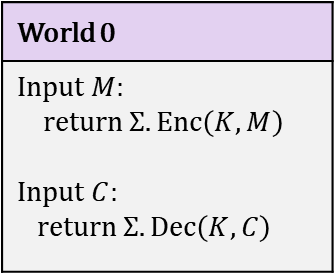 World 0
Input M:
return Σ. Enc(K, M)
Input C:
return Σ. Dec(K, C)